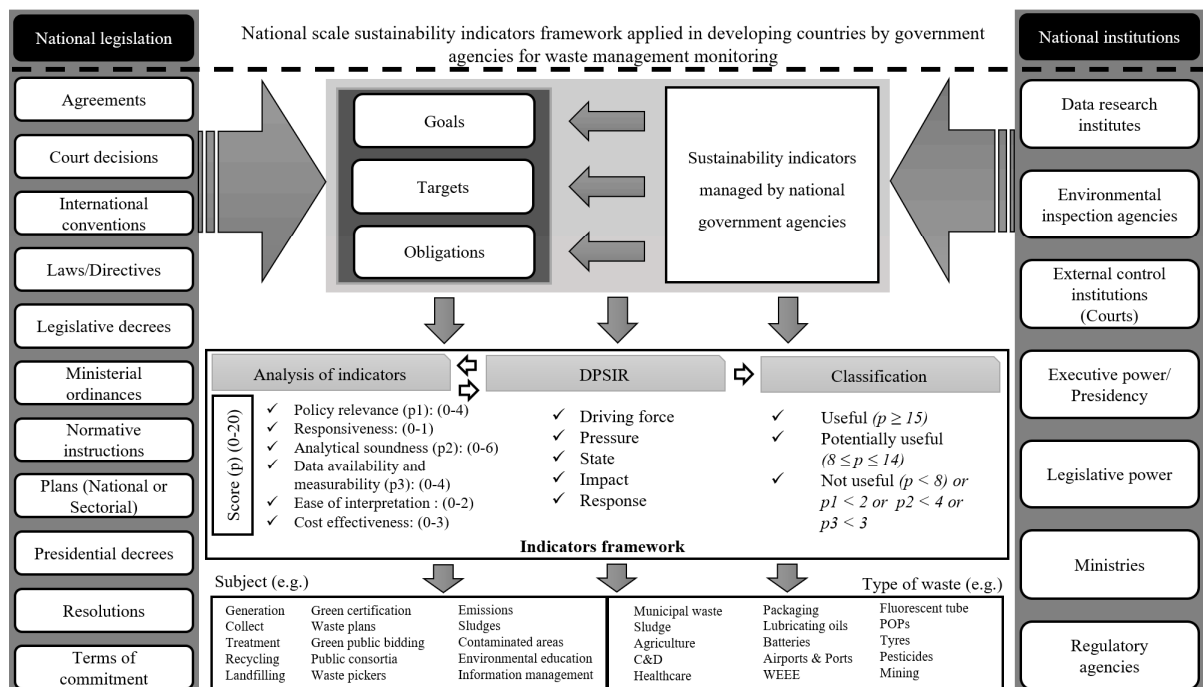 National legislation
National scale sustainability indicators framework applied in developing countries by government
agencies for waste management monitoring
National institutions
Agreements
Court decisions
International
conventions
Laws/Directives
Legislative decrees
Ministerial
ordinances
Normative
instructions
Plans (National or
Sectorial)
Presidential decrees
Resolutions
Terms of
commitment
Goals
Targets
Obligations
Sustainability indicators
managed by national
government agencies
Data research
institutes
Environmental
inspection agencies
External control
institutions
(Courts)
Executive power/
Presidency
Legislative power
Ministries
Regulatory
agencies
Analysis of indicators
Score (p) (0-20)
✓ Policy relevance (p1): (0-4)
✓ Responsiveness: (0-1)
✓ Analytical soundness (p2): (0-6)
✓ Data availability and
measurability (p3): (0-4)
✓ Ease of interpretation : (0-2)
✓ Cost effectiveness: (0-3)
DPSIR
✓ Driving force
✓ Pressure
✓ State
✓ Impact
✓ Response
Classification
✓ Useful (p ≥ 15)
✓ Potentially useful
(8 ≤ p ≤ 14)
✓ Not useful (p < 8) or
p1 < 2 or p2 < 4 or
p3 < 3
Indicators framework
Subject (e.g.)
Generation
Collect
Treatment
Recycling
Landfilling
Green certification
Waste plans
Green public bidding
Public consortia
Waste pickers
Emissions
Sludges
Contaminated areas
Environmental education
Information management
Type of waste (e.g.)
Municipal waste
Sludge
Agriculture
C&D
Healthcare
Packaging
Lubricating oils
Batteries
Airports & Ports
WEEE
Fluorescent tube
POPs
Tyres
Pesticides
Mining